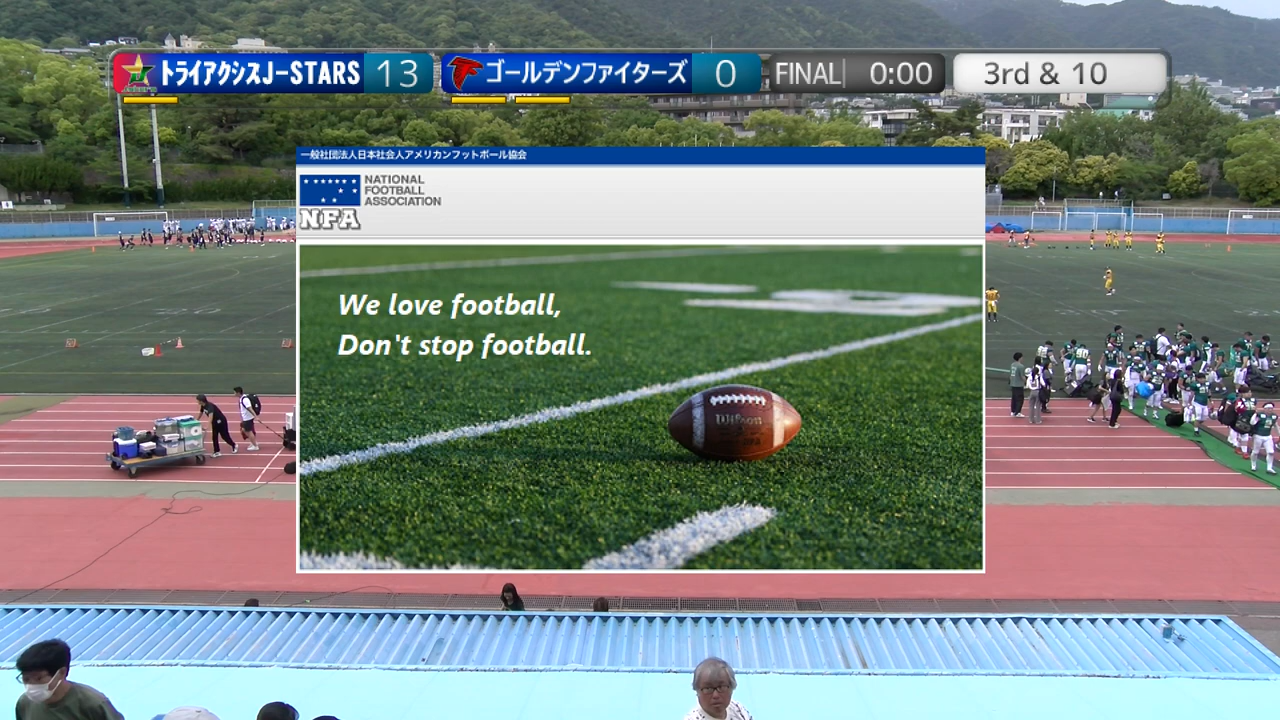 トライアクシスJ-STARS 13 ゴールデンファイターズ 0 FINAL 0:00 3rd & 10
一般社団法人日本社会人アメリカンフットボール協会
NATIONAL
FOOTBALL
ASSOCIATION
NFA
We love football,
Don't stop football.
Wilson